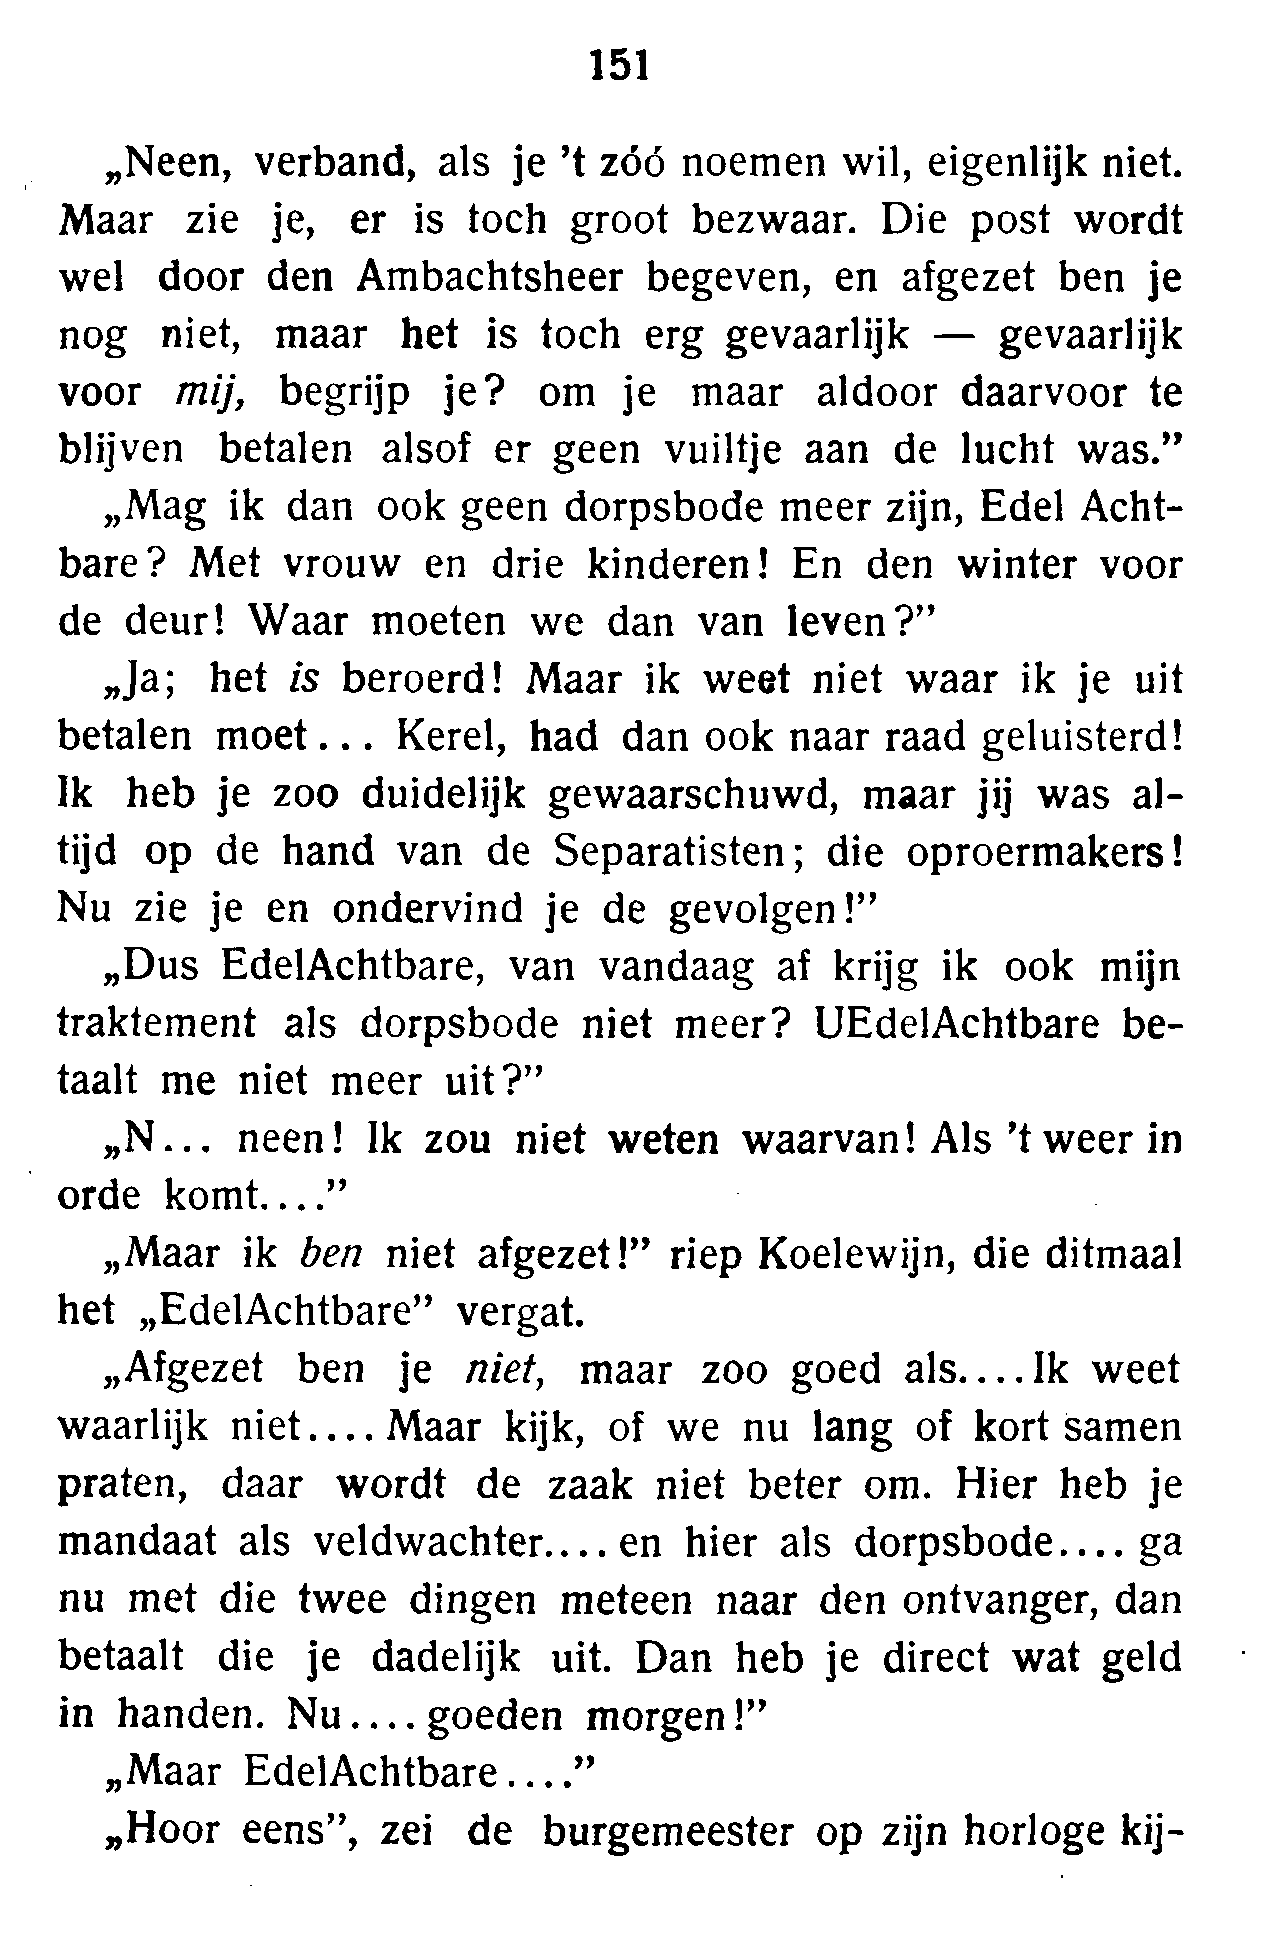 151
„Neen, verband, als je ’t zóó noemen wil, eigenlijk niet.
Maar zie je, er is toch groot bezwaar. Die post wordt
wel door den Ambachtsheer begeven, en afgezet ben je
nog niet, maar het is toch erg gevaarlijk — gevaarlijk
voor mij, begrijp je? om je maar aldoor daarvoor te
blijven betalen alsof er geen vuiltje aan de lucht was.”
„Mag ik dan ook geen dorpsbode meer zijn, Edel Acht-
bare? Met vrouw en drie kinderen! En den winter voor
de deur! Waar moeten we dan van leven?”
„Ja; het is beroerd! Maar ik weet niet waar ik je uit
betalen moet... Kerel, had dan ook naar raad geluisterd!
Ik heb je zoo duidelijk gewaarschuwd, maar jij was al-
tijd op de hand van de Separatisten; die oproermakers!
Nu zie je en ondervind je de gevolgen!”
„Dus EdelAchtbare, van vandaag af krijg ik ook mijn
traktement als dorpsbode niet meer? UEdelAchtbare be-
taalt me niet meer uit?”
„N... neen! Ik zou niet weten waarvan! Als ’t weer in
orde komt....”
„Maar ik ben niet afgezet!” riep Koelewijn, die ditmaal
het „EdelAchtbare” vergat.
„Afgezet ben je niet, maar zoo goed als.... Ik weet
waarlijk niet.... Maar kijk, of we nu lang of kort samen
praten, daar wordt de zaak niet beter om. Hier heb je
mandaat als veldwachter.... en hier als dorpsbode.... ga
nu met die twee dingen meteen naar den ontvanger, dan
betaalt die je dadelijk uit. Dan heb je direct wat geld
in handen. Nu.... goeden morgen!”
„Maar EdelAchtbare....”
„Hoor eens”, zei de burgemeester op zijn horloge kij-